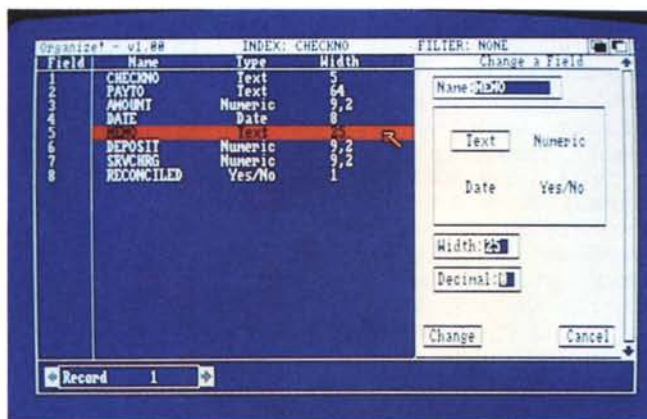 Organize! - v1.00 INDEX: CHECKNO FILTER: NONE
Field Name Type Width
1 CHECKNO Text 5
2 PAYTO Text 64
3 AMOUNT Numeric 9,2
4 DATE Date 8
5 MEMO Text 25
6 DEPOSIT Numeric 9,2
7 SRVCHRG Numeric 9,2
8 RECONCILED Yes/No 1
Change a Field
Name:MEMO
Text Numeric
Date Yes/No
Width:25
Decimal:0
Change Cancel
Record 1